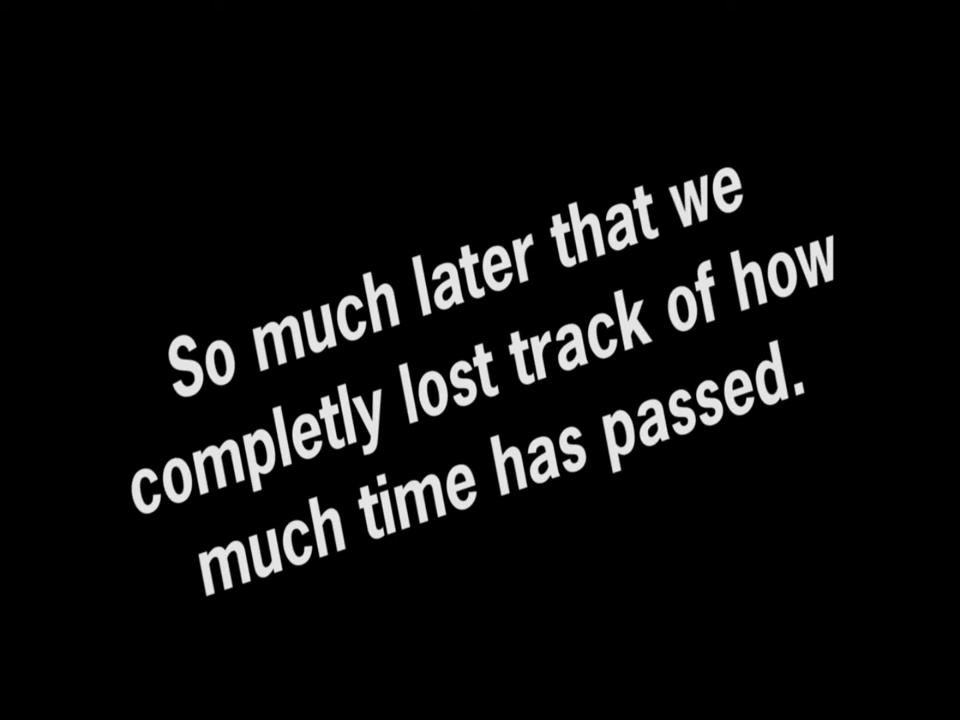 So much later that we
completly lost track of how
much time has passed.